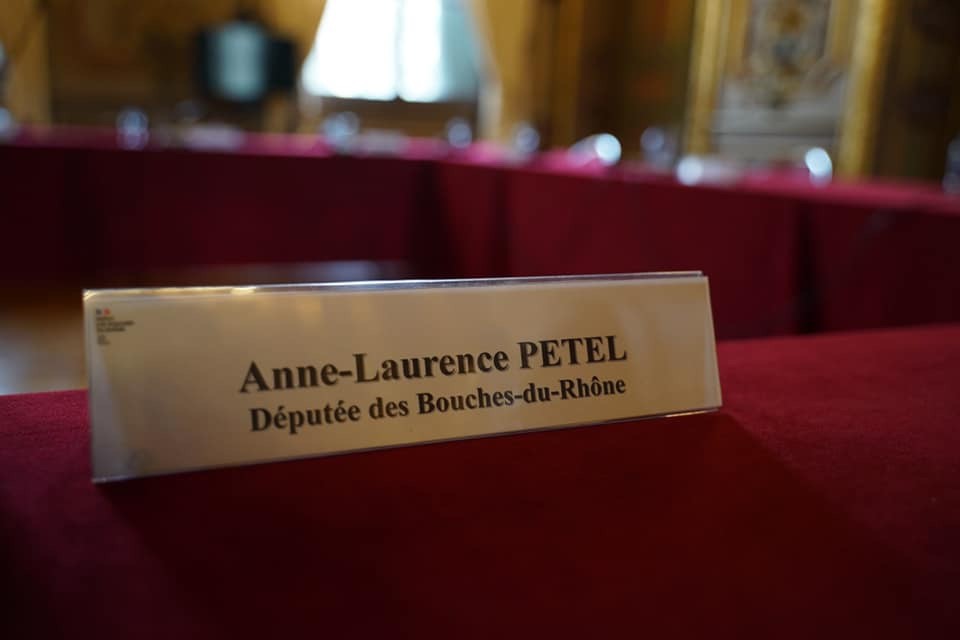 Anne-Laurence PETEL
Députée des Bouches-du-Rhône